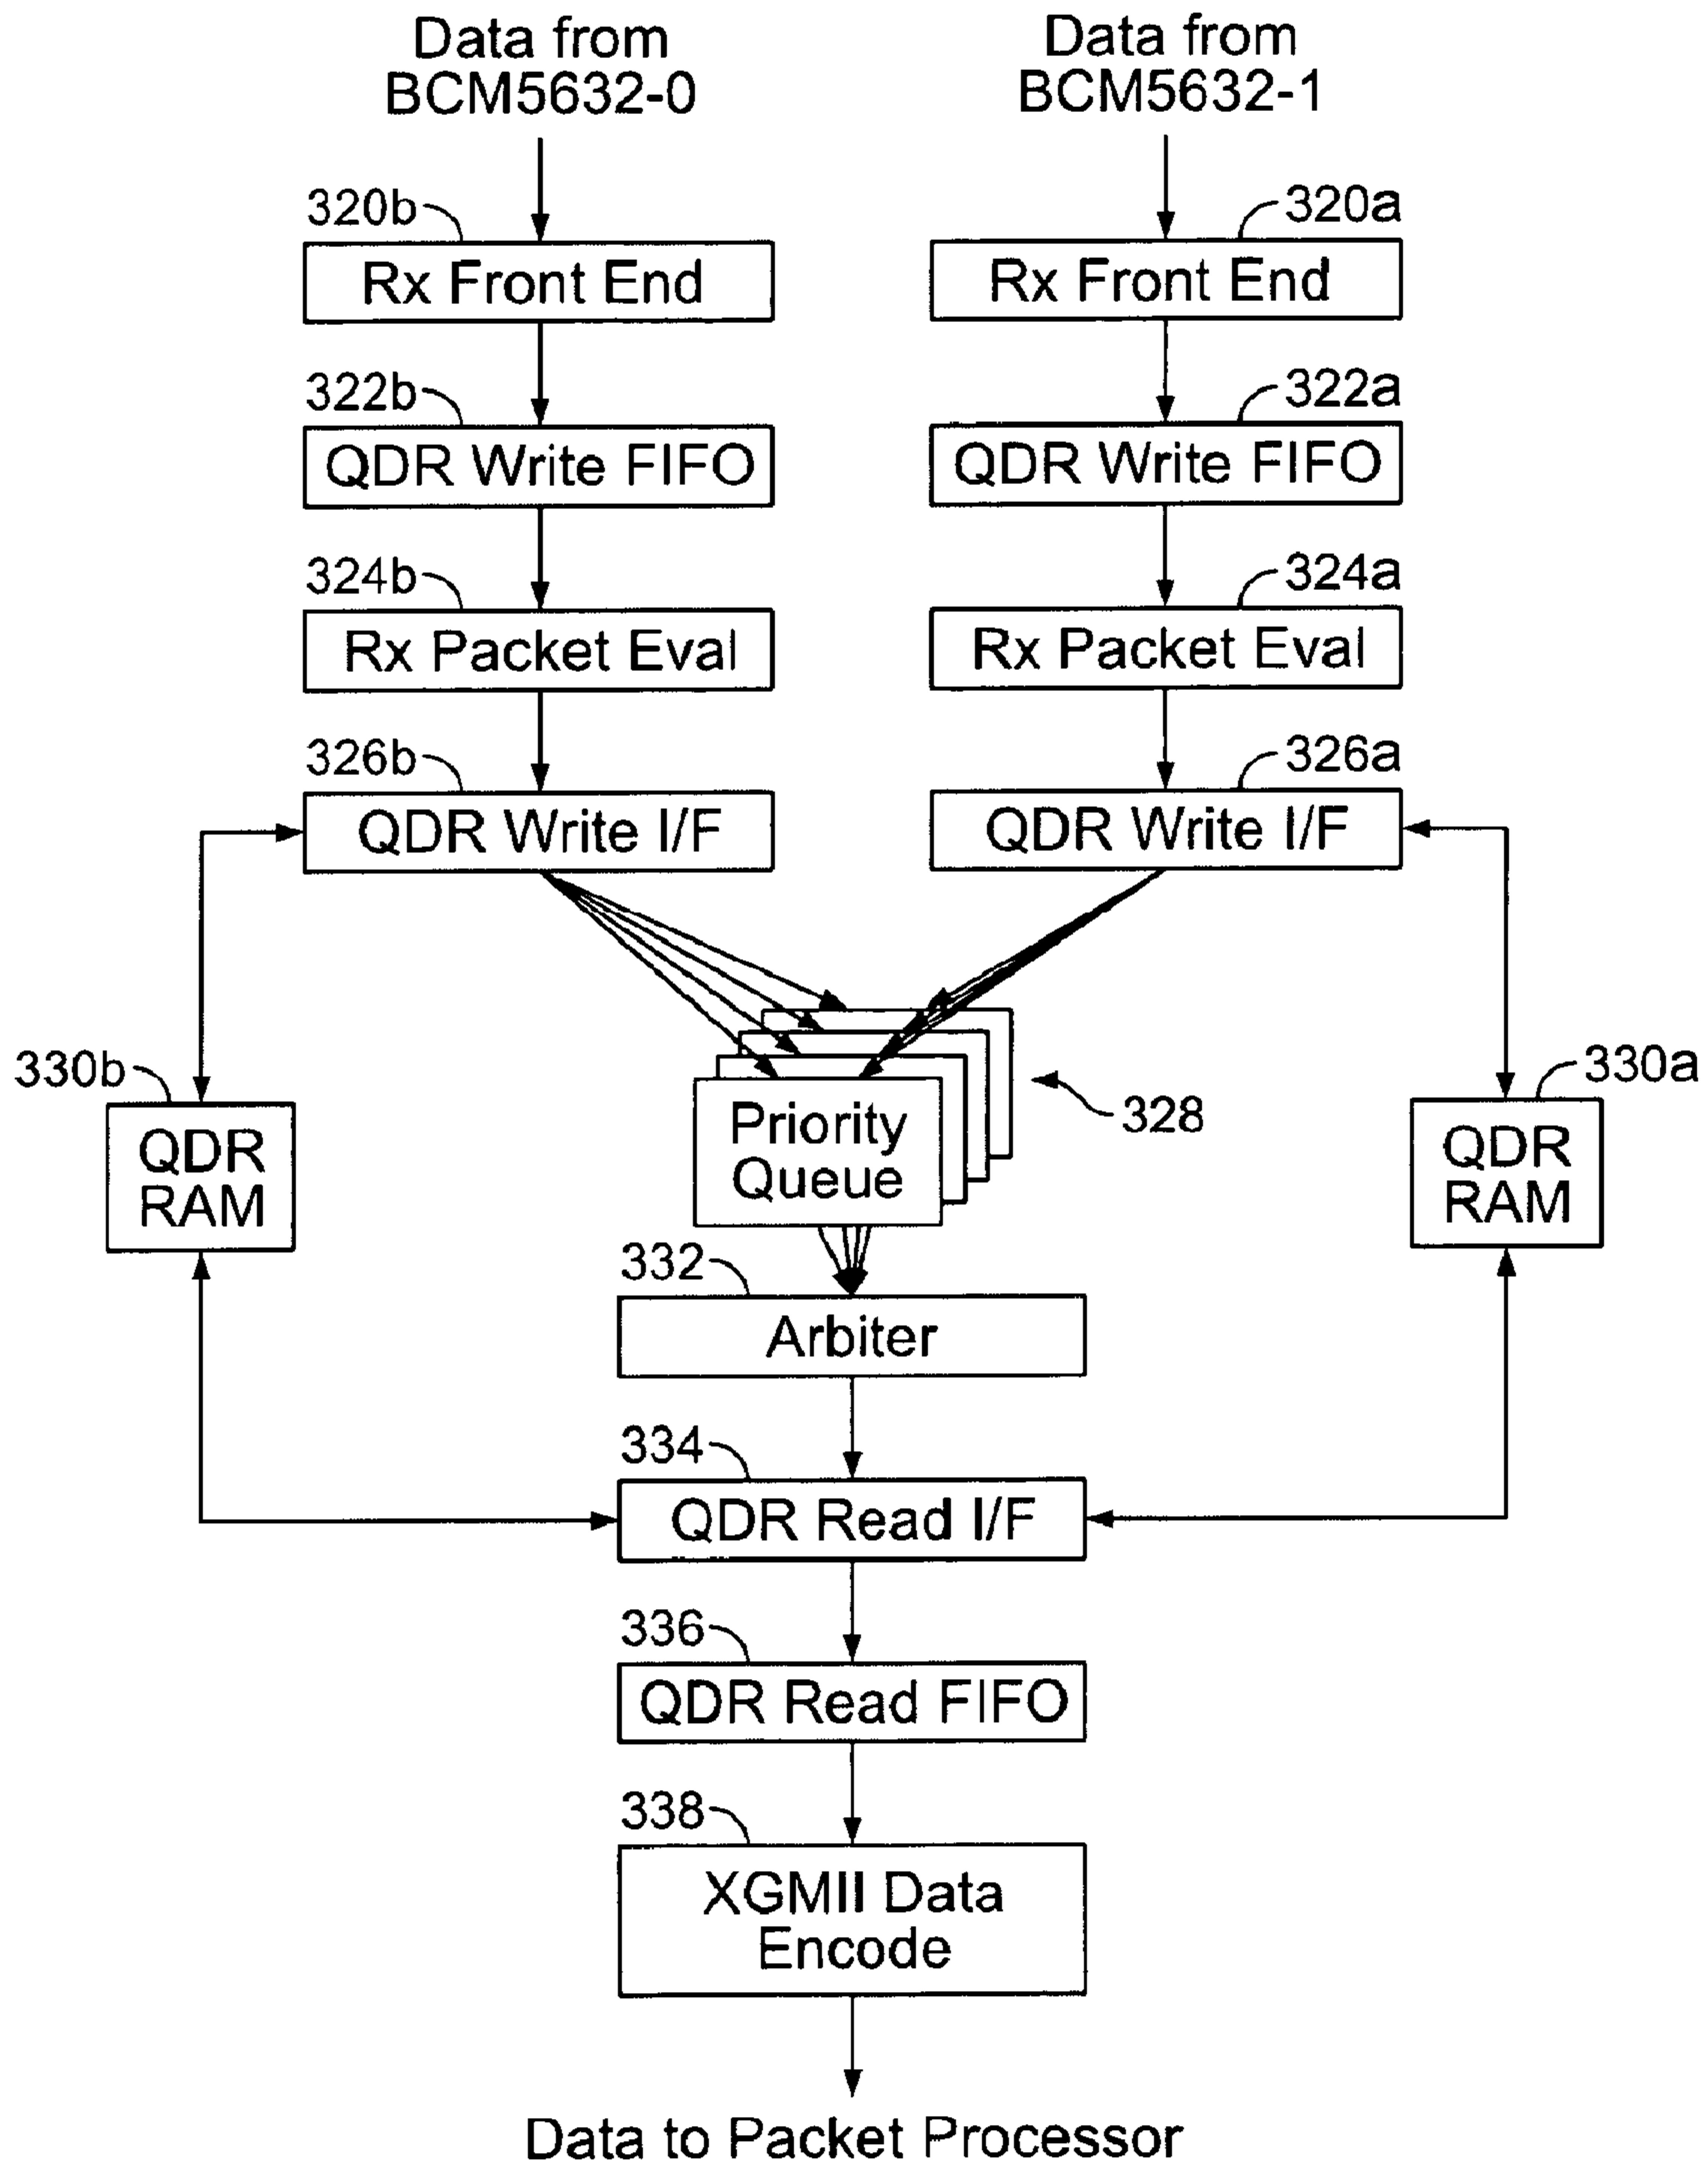 Data from
BCM5632-0
Data from
BCM5632-1
320b
320a
Rx Front End
Rx Front End
322b
322a
QDR Write FIFO
QDR Write FIFO
324b
324a
Rx Packet Eval
Rx Packet Eval
326b
326a
QDR Write I/F
QDR Write I/F
330b
330a
328
QDR
RAM
Priority
Queue
QDR
RAM
332
Arbiter
334
QDR Read I/F
336
QDR Read FIFO
338
XGMII Data
Encode
Data to Packet Processor